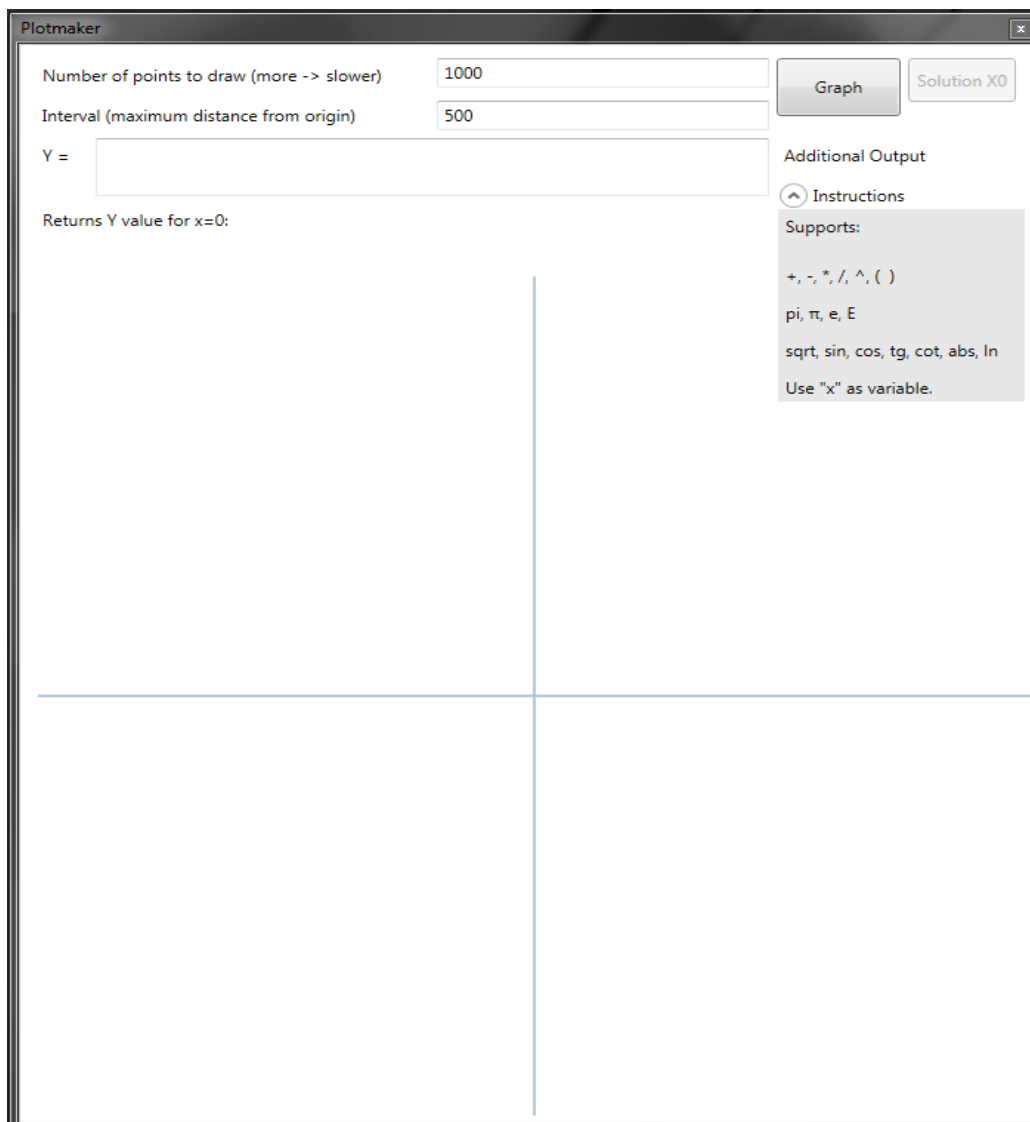 Plotmaker
Number of points to draw (more -> slower)
1000
Graph
Solution X0
Interval (maximum distance from origin)
500
Y =
Additional Output
Instructions
Returns Y value for x=0:
Supports:
+, -, *, /, ^, ( )
pi, π, e, E
sqrt, sin, cos, tg, cot, abs, ln
Use "x" as variable.